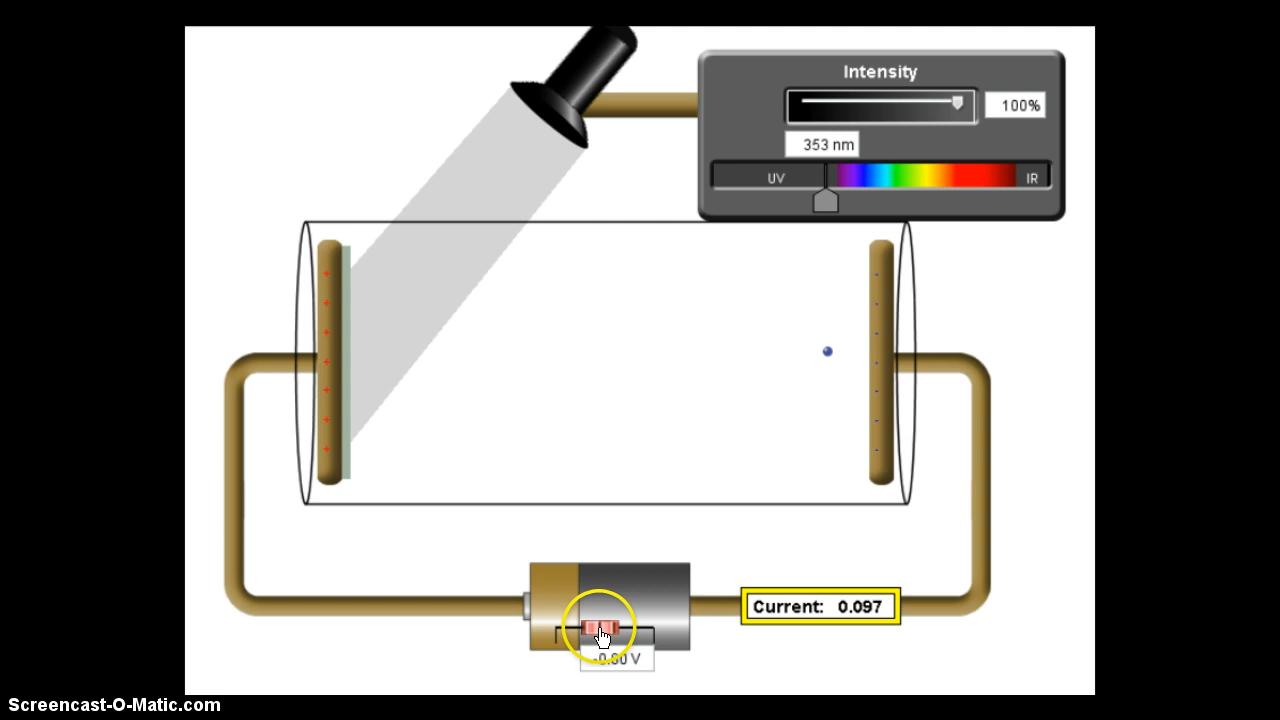 Intensity
100%
353 nm
UV
IR
Current: 0.097
V
Screencast-O-Matic.com